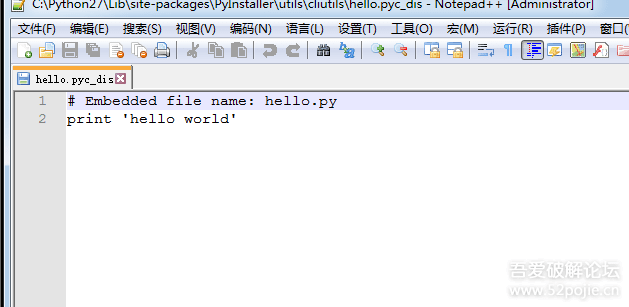 C:\Python27\Lib\site-packages\PyInstaller\utils\cliutils\hello.pyc_dis - Notepad++ [Administrator]
文件(F) 编辑(E) 搜索(S) 视图(V) 编码(N) 语言(L) 设置(T) 工具(O) 宏(M) 运行(R) 插件(P) 窗口(
hello.pyc_dis
1 # Embedded file name: hello.py
2 print 'hello world'
吾爱破解论坛
www.52pojie.cn